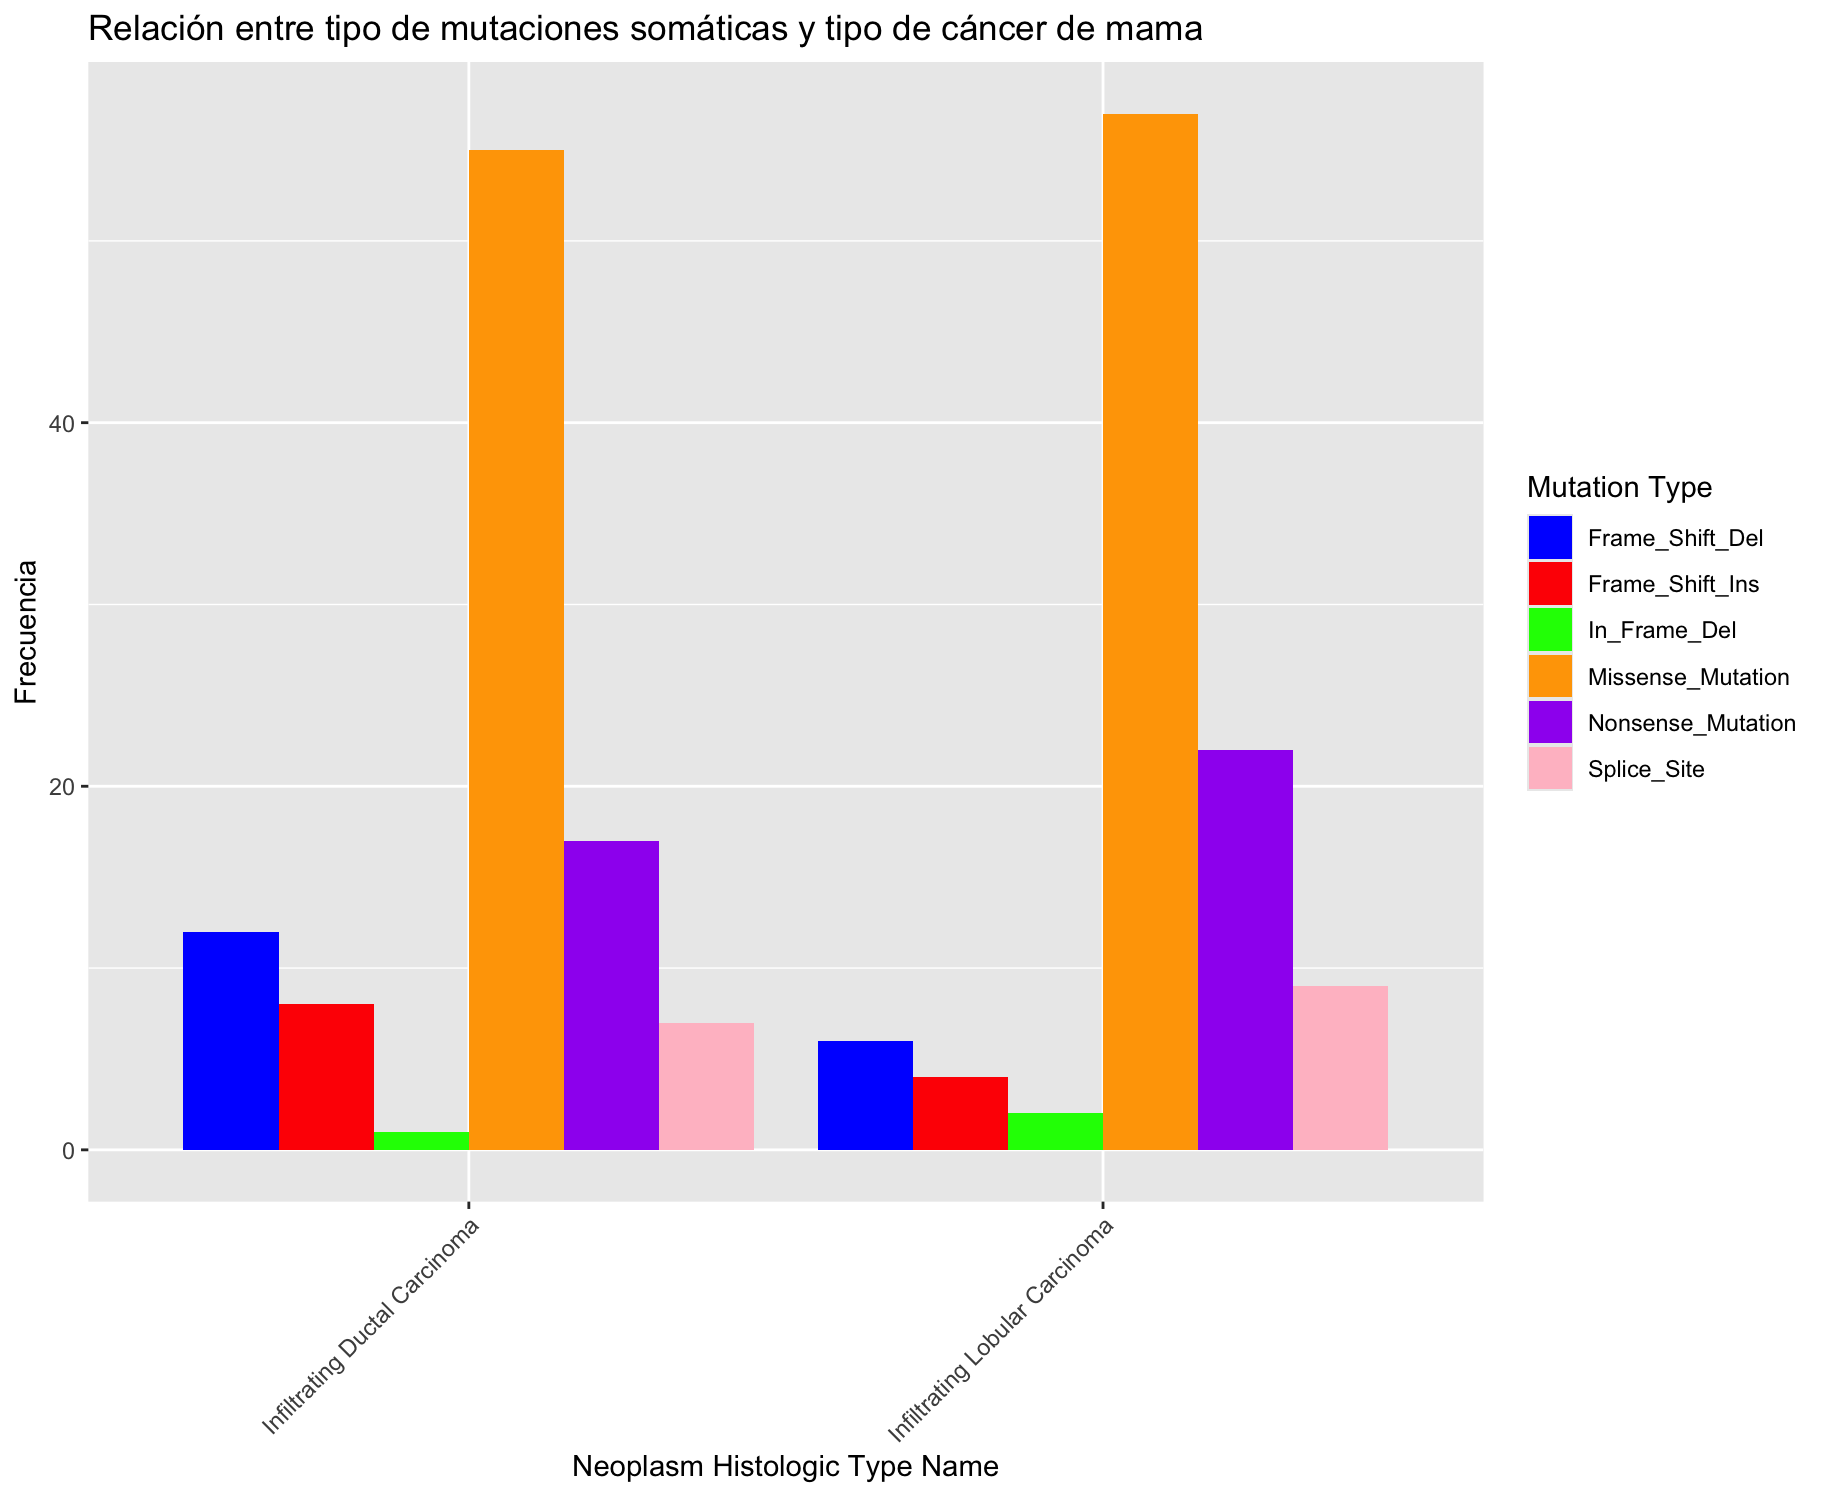 Relación entre tipo de mutaciones somáticas y tipo de cáncer de mama
Frecuencia
40
20
0
Infiltrating Ductal Carcinoma
Infiltrating Lobular Carcinoma
Neoplasm Histologic Type Name
Mutation Type
Frame_Shift_Del
Frame_Shift_Ins
In_Frame_Del
Missense_Mutation
Nonsense_Mutation
Splice_Site